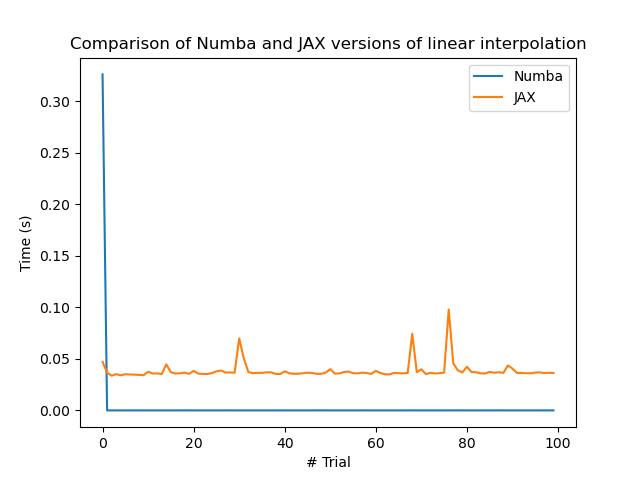 Comparison of Numba and JAX versions of linear interpolation
Numba
JAX
0.30
0.25
0.20
0.15
0.10
0.05
0.00
Time (s)
0 20 40 60 80 100
# Trial